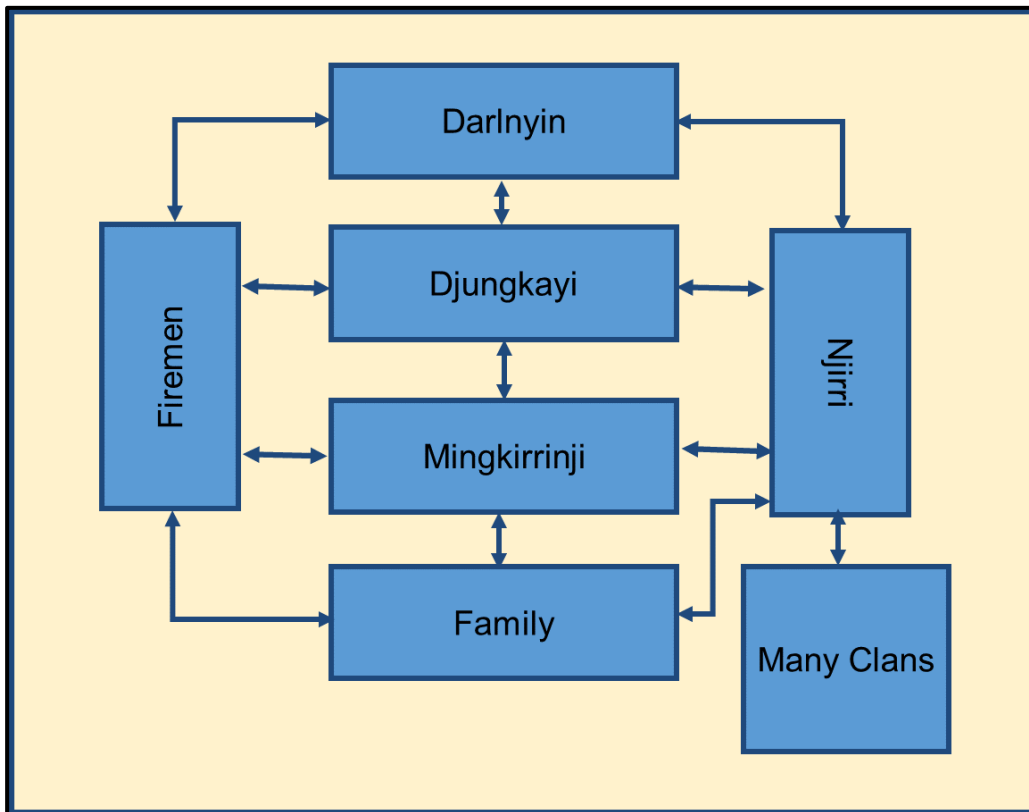 Darlnyin
Djungkayi
Firemen
Njirri
Mingkirrinji
Family
Many Clans